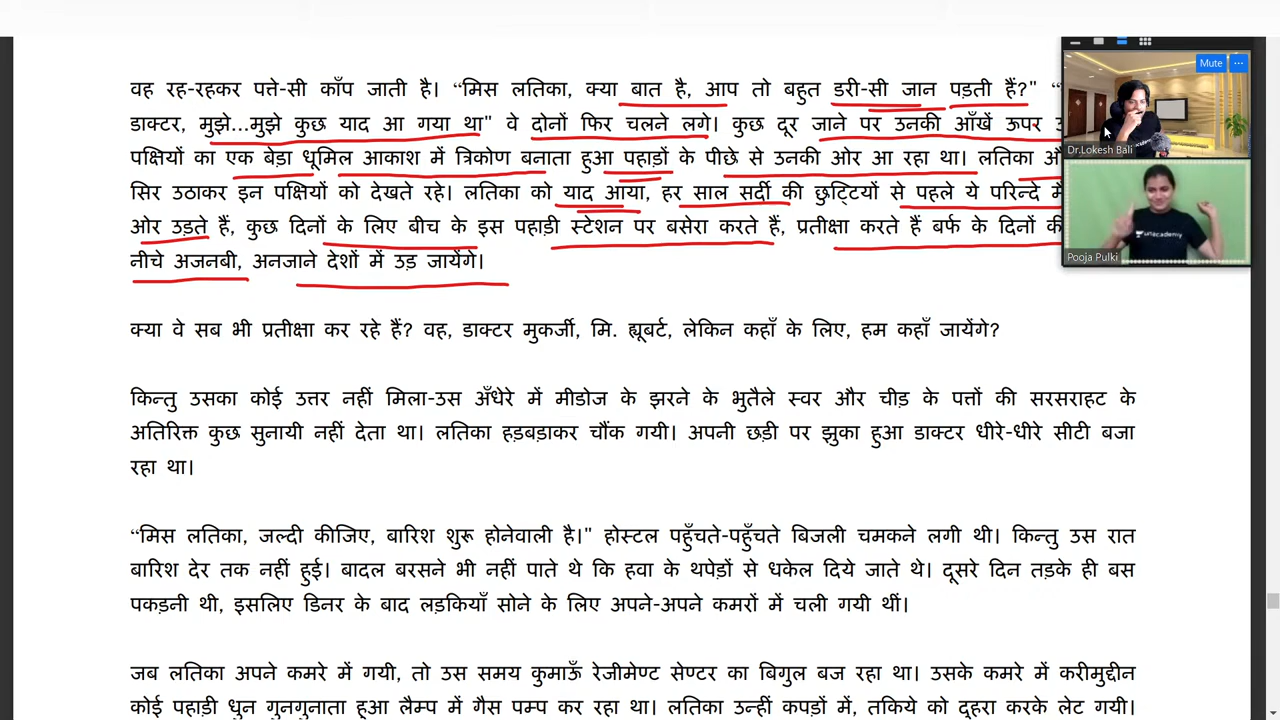 वह रह-रहकर पत्ते-सी काँप जाती है। “मिस लतिका, क्या बात है, आप तो बहुत डरी-सी जान पड़ती हैं?" “
डाक्टर, मुझे...मुझे कुछ याद आ गया था" वे दोनों फिर चलने लगे। कुछ दूर जाने पर उनकी आँखें ऊपर
पक्षियों का एक बेड़ा धूमिल आकाश में त्रिकोण बनाता हुआ पहाड़ों के पीछे से उनकी ओर आ रहा था। लतिका
सिर उठाकर इन पक्षियों को देखते रहे। लतिका को याद आया, हर साल सर्दी की छुट्टियों से पहले ये परिन्दे
ओर उड़ते हैं, कुछ दिनों के लिए बीच के इस पहाड़ी स्टेशन पर बसेरा करते हैं, प्रतीक्षा करते हैं बर्फ के दिनों
नीचे अजनबी, अनजाने देशों में उड़ जायेंगे।
क्या वे सब भी प्रतीक्षा कर रहे हैं? वह, डाक्टर मुकर्जी, मि. ह्यूबर्ट, लेकिन कहाँ के लिए, हम कहाँ जायेंगे?
किन्तु उसका कोई उत्तर नहीं मिला-उस अँधेरे में मीडोज के झरने के भुतैले स्वर और चीड़ के पत्तों की सरसराहट के
अतिरिक्त कुछ सुनायी नहीं देता था। लतिका हड़बड़ाकर चौंक गयी। अपनी छड़ी पर झुका हुआ डाक्टर धीरे-धीरे सीटी बजा
रहा था।
“मिस लतिका, जल्दी कीजिए, बारिश शुरू होनेवाली है।" होस्टल पहुँचते-पहुँचते बिजली चमकने लगी थी। किन्तु उस रात
बारिश देर तक नहीं हुई। बादल बरसने भी नहीं पाते थे कि हवा के थपेड़ों से धकेल दिये जाते थे। दूसरे दिन तड़के ही बस
पकड़नी थी, इसलिए डिनर के बाद लड़कियाँ सोने के लिए अपने-अपने कमरों में चली गयी थीं।
जब लतिका अपने कमरे में गयी, तो उस समय कुमाऊँ रेजीमेण्ट सेण्टर का बिगुल बज रहा था। उसके कमरे में करीमुद्दीन
कोई पहाड़ी धुन गुनगुनाता हुआ लैम्प में गैस पम्प कर रहा था। लतिका उन्हीं कपड़ों में, तकिये को दुहरा करके लेट गयी।
Mute
Dr.Lokesh Bali
unacademy
Pooja Pulki